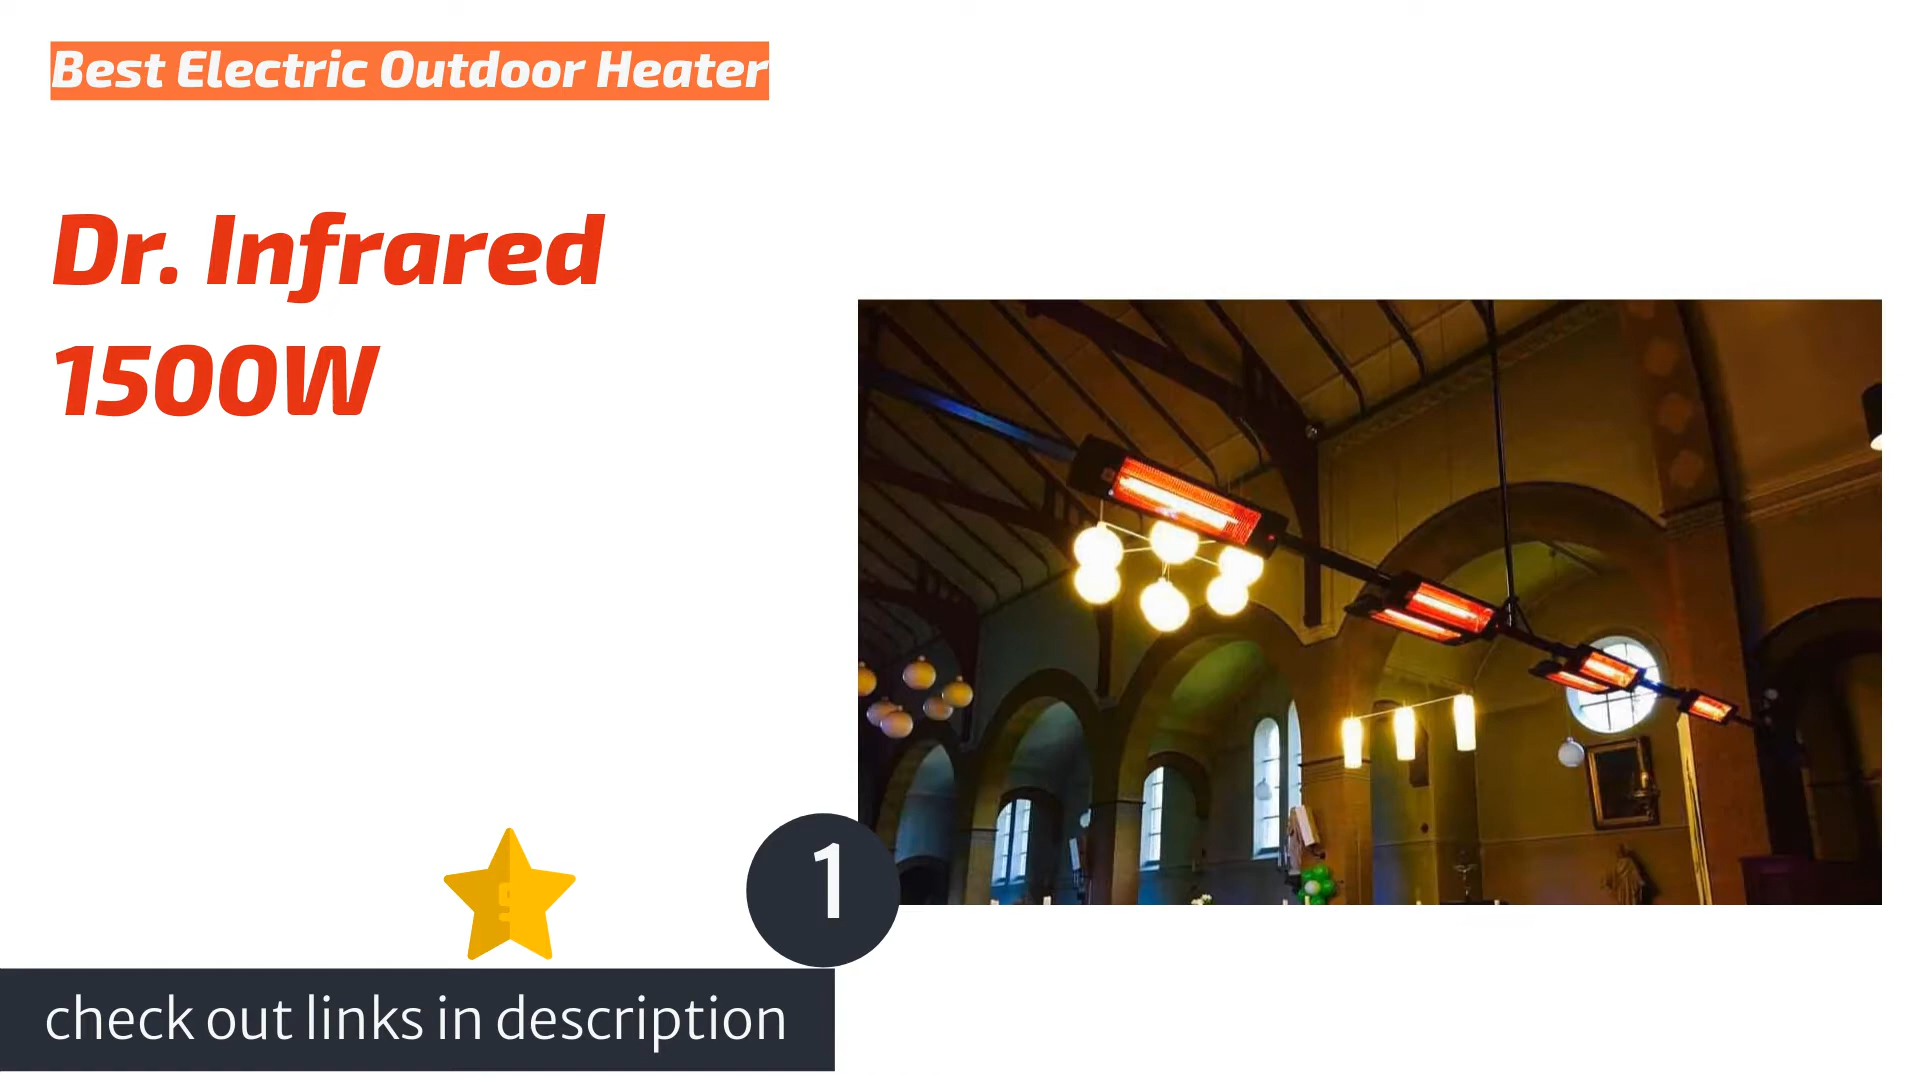 Best Electric Outdoor Heater
Dr. Infrared
1500W
1
check out links in description